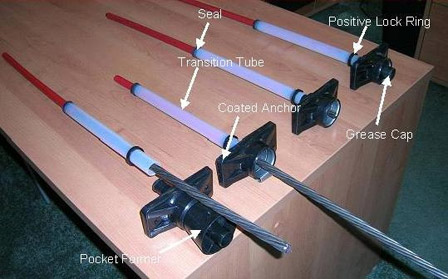 Seal
Positive Lock Ring
Transition Tube
Coated Anchor
Grease Cap
Pocket Former